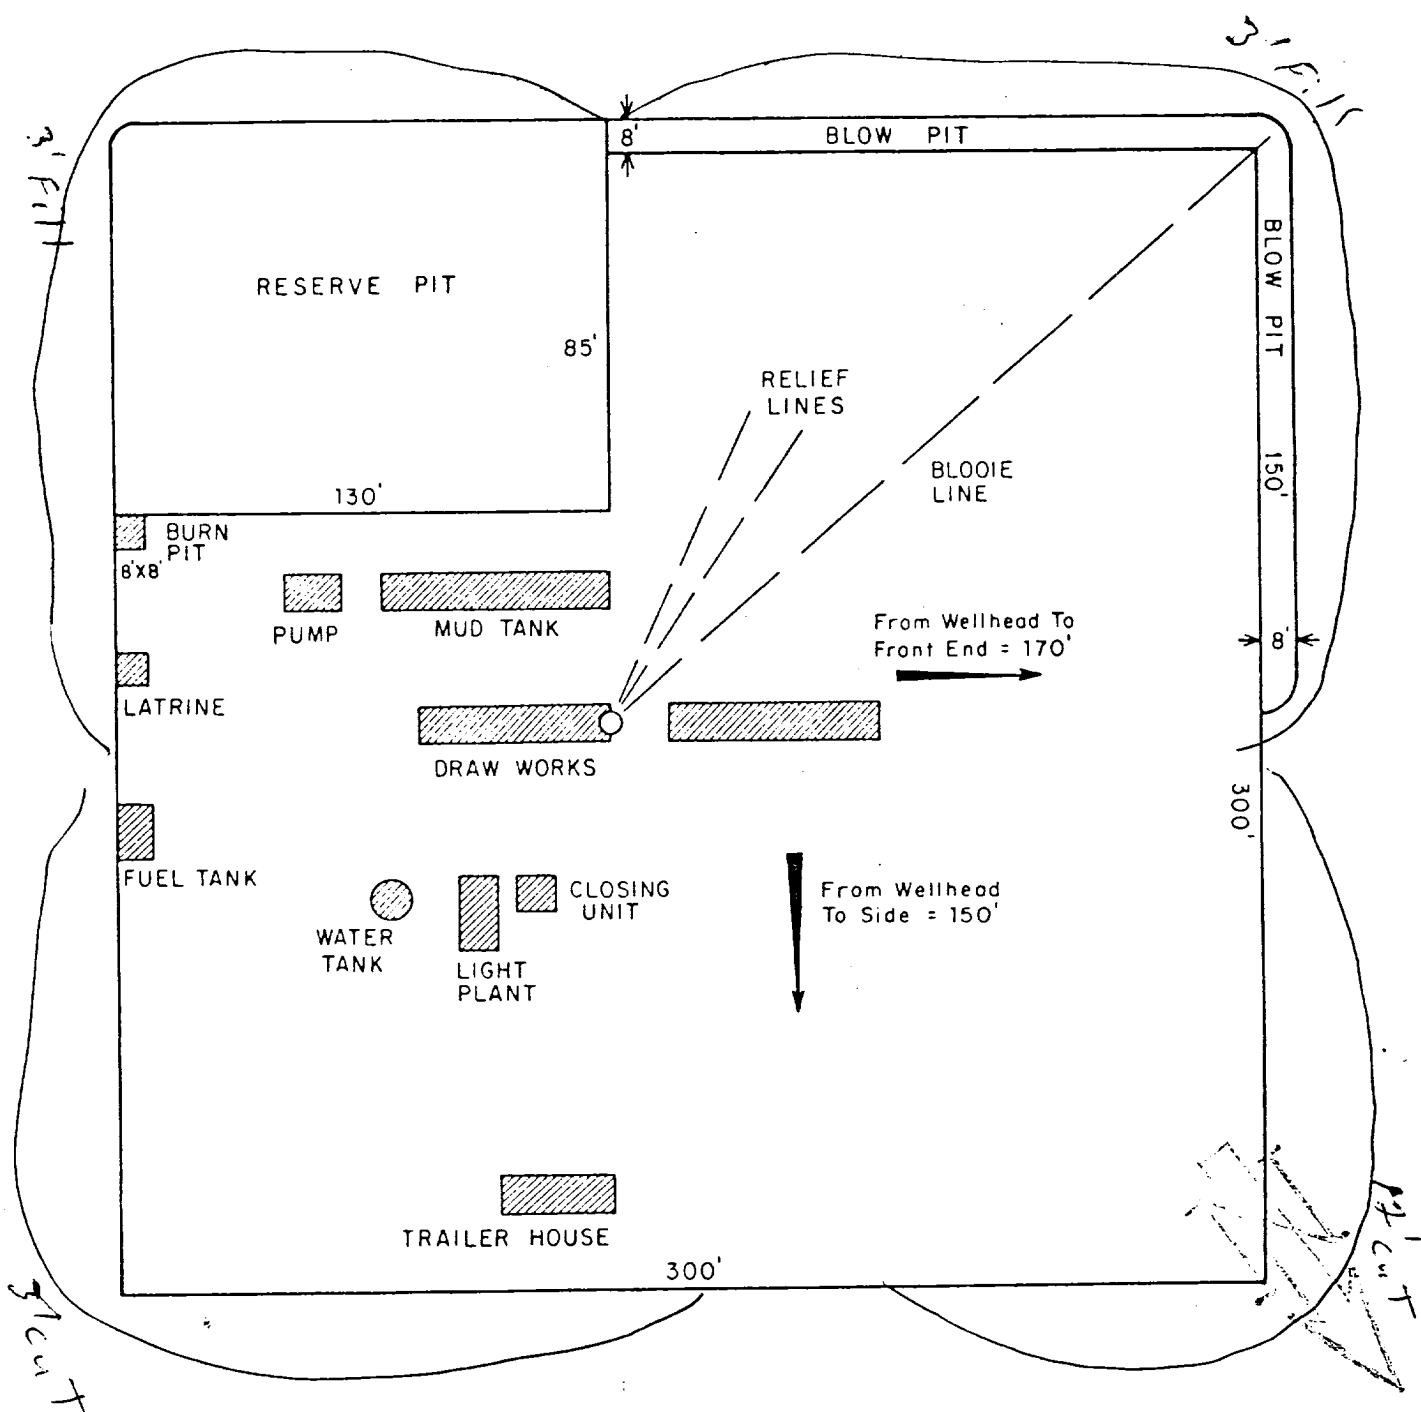 3' Fill
3' Fill
8'
BLOW PIT
BLOW PIT
150'
RESERVE PIT
85'
130'
RELIEF
LINES
BLOOIE
LINE
BURN
PIT
8'X8'
PUMP
MUD TANK
From Wellhead To
Front End = 170'
8'
LATRINE
DRAW WORKS
300'
FUEL TANK
WATER
TANK
LIGHT
PLANT
CLOSING
UNIT
From Wellhead
To Side = 150'
TRAILER HOUSE
300'
3' cuT
cuT